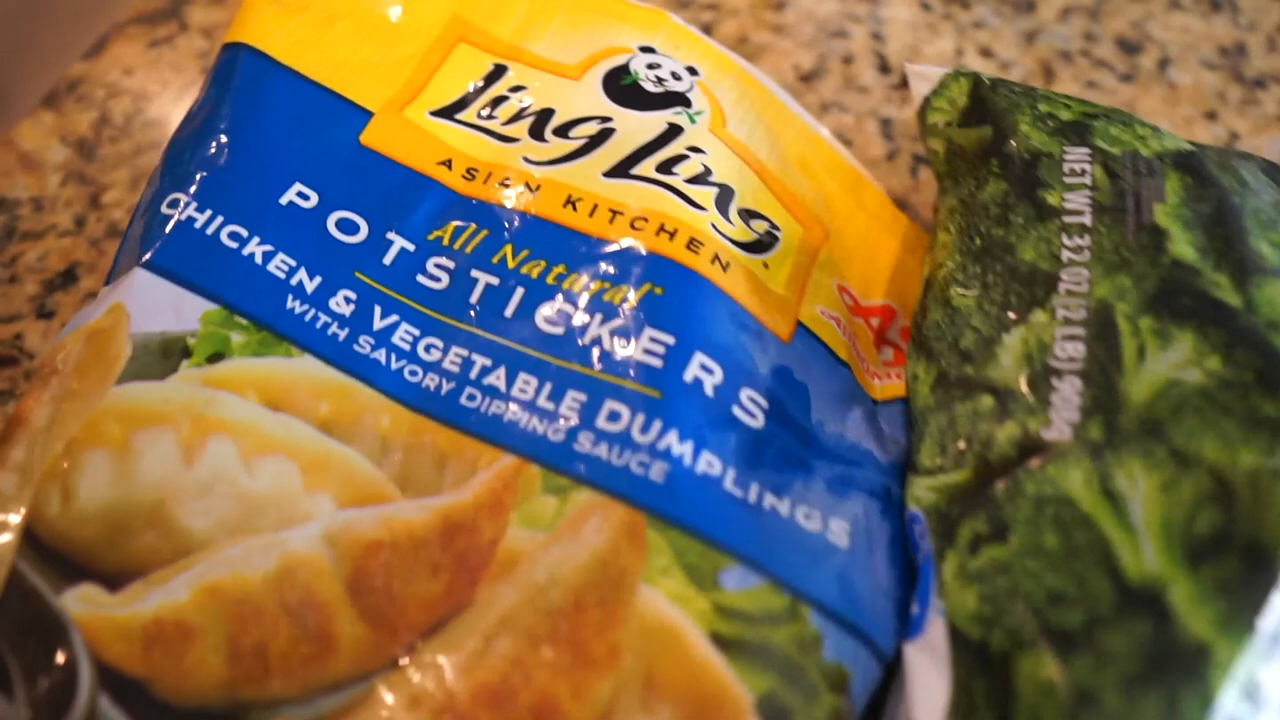 Ling Ling
ASIAN KITCHEN
All Natural
POTSTICKERS
CHICKEN & VEGETABLE DUMPLINGS
WITH SAVORY DIPPING SAUCE
NET WT 32 OZ (2 LB) 908g